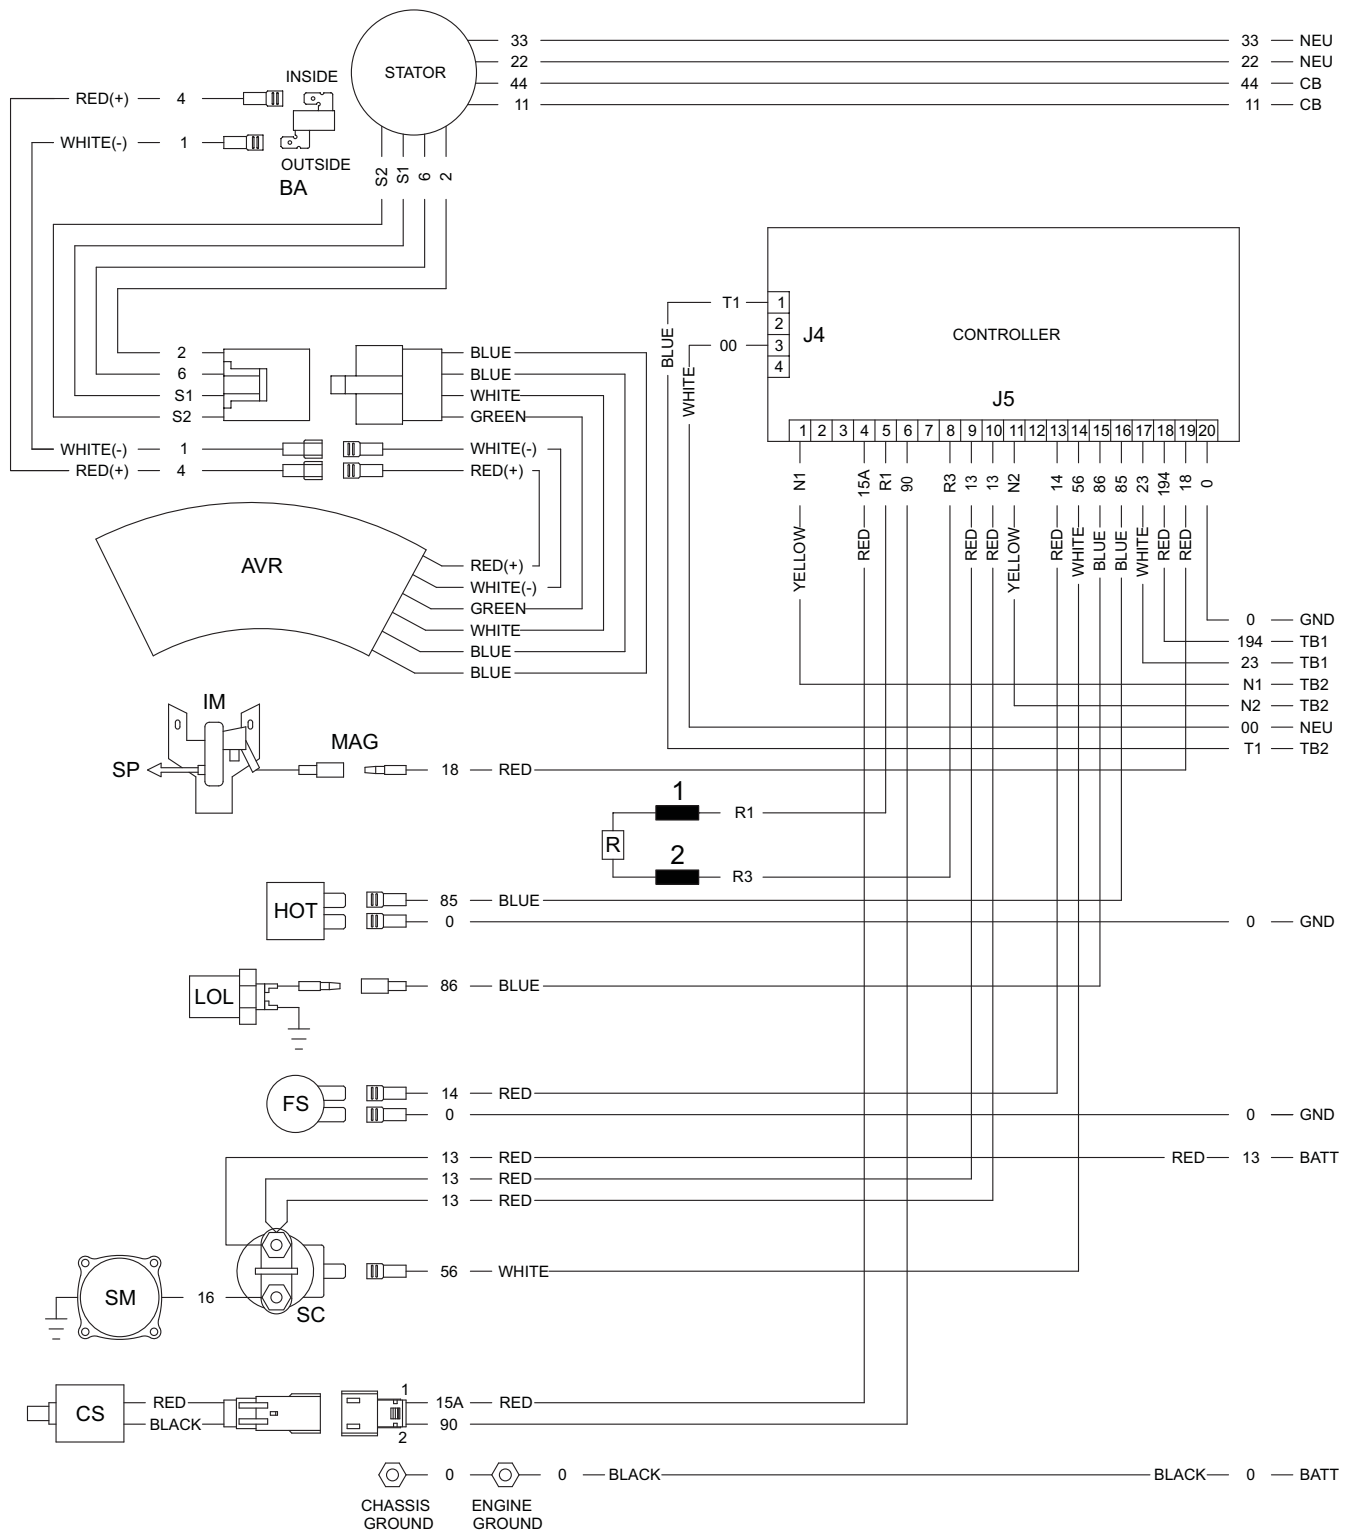 STATOR
33 33 NEU
22 22 NEU
44 44 CB
11 11 CB
INSIDE
RED(+) 4
WHITE(-) 1
OUTSIDE
BA
S2 S1 6 2
CONTROLLER
J4
T1 1
2
00 3
4
BLUE
WHITE
J5
1 2 3 4 5 6 7 8 9 10 11 12 13 14 15 16 17 18 19 20
N1 15A R1 90 R3 13 13 N2 14 56 86 85 23 194 18 0
YELLOW RED RED RED YELLOW RED WHITE BLUE BLUE WHITE RED RED
2 BLUE
6 BLUE
S1 WHITE
S2 GREEN
WHITE(-) 1 WHITE(-)
RED(+) 4 RED(+)
AVR
RED(+)
WHITE(-)
GREEN
WHITE
BLUE
BLUE
0 GND
194 TB1
23 TB1
N1 TB2
N2 TB2
00 NEU
T1 TB2
IM
MAG
SP
18 RED
1
R1
R
2
R3
HOT
85 BLUE
0 0 GND
LOL
86 BLUE
FS
14 RED
0 0 GND
13 RED RED 13 BATT
13 RED
13 RED
56 WHITE
SM
16
SC
CS
RED
BLACK
1
2
15A RED
90
0 0 BLACK BLACK 0 BATT
CHASSIS
GROUND
ENGINE
GROUND